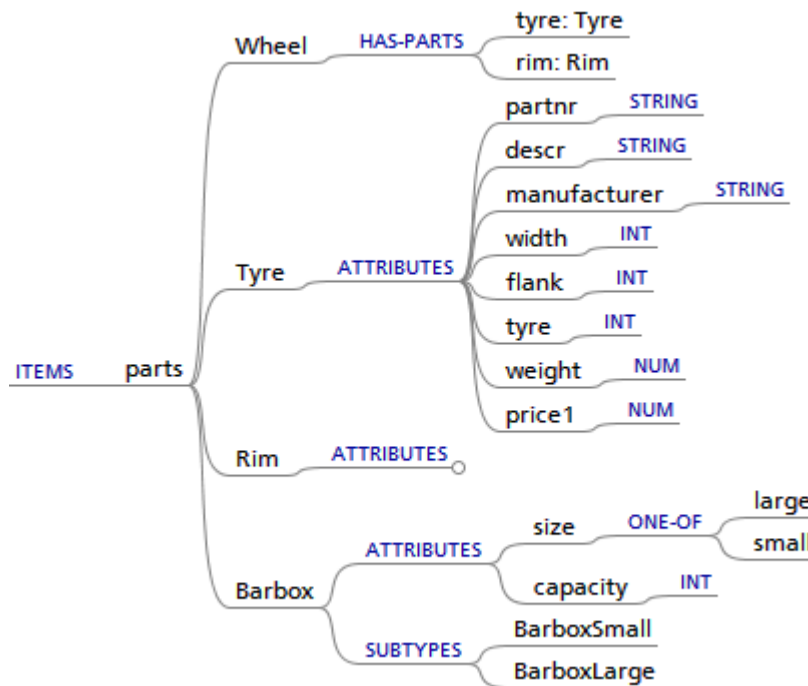 ITEMS
parts
Wheel
HAS-PARTS
tyre: Tyre
rim: Rim
Tyre
ATTRIBUTES
partnr
STRING
descr
STRING
manufacturer
STRING
width
INT
flank
INT
tyre
INT
weight
NUM
price1
NUM
Rim
ATTRIBUTES
Barbox
ATTRIBUTES
size
ONE-OF
large
small
capacity
INT
SUBTYPES
BarboxSmall
BarboxLarge